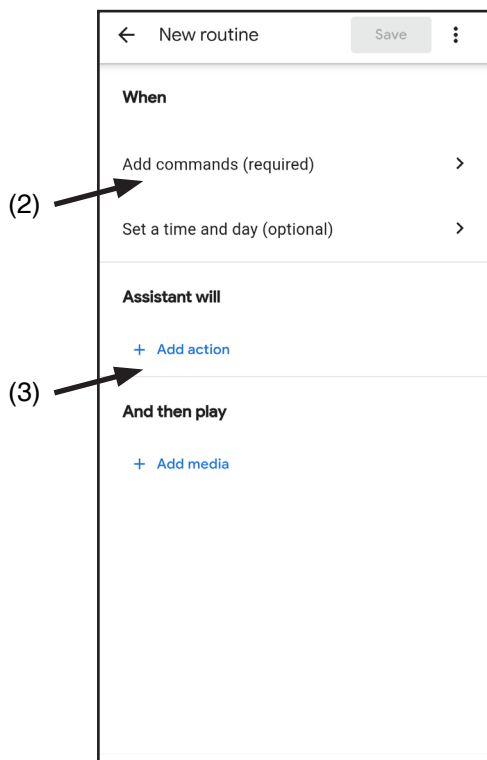 New routine Save
When
Add commands (required)
(2)
Set a time and day (optional)
Assistant will
+ Add action
(3)
And then play
+ Add media